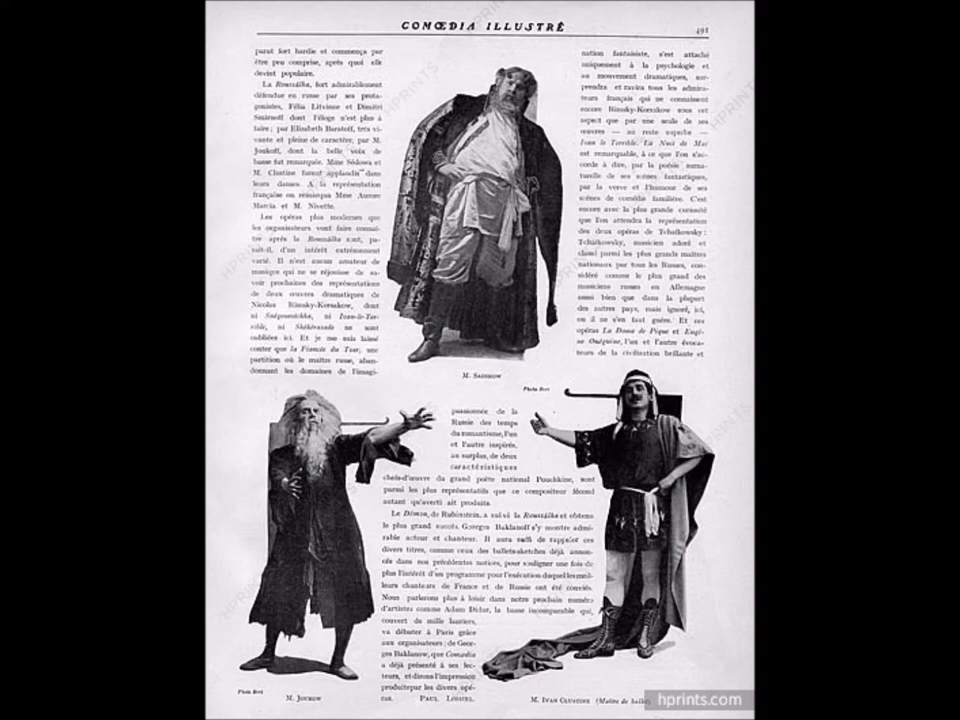 COMŒDIA ILLUSTRÉ
491
parut fort hardie et commença par
être peu comprise, après quoi elle
devint populaire.
La Roussálka, fort admirablement
défendue en russe par ses prota-
gonistes, Félia Litvinne et Dimitri
Smirnoff dont l'éloge n'est plus à
faire; par Elisabeth Baratoff, très vi-
vante et pleine de caractère, par M.
Joukoff, dont la belle voix de
basse fut remarquée. Mme Sédowa et
M. Clustine furent applaudis dans
leurs danses. A la représentation
française on remarqua Mme Aurore
Marcia et M. Nivette.
Les opéras plus modernes que
les organisateurs vont faire connaî-
tre après la Roussálka sont, pa-
raît-il, d'un intérêt extrêmement
varié. Il n'est aucun amateur de
musique qui ne se réjouisse de sa-
voir prochaines des représentations
de deux œuvres dramatiques de
Nicolas Rimsky-Korsakow, dont
ni Snégourotchka, ni Ivan-le-Ter-
rible, ni Shéhérazade ne sont
oubliées ici. Et je me suis laissé
conter que la Fiancée du Tsar, une
partition où le maître russe, aban-
donnant les domaines de l'imagi-
nation fantaisiste, s'est attaché
uniquement à la psychologie et
au mouvement dramatiques, sur-
prendra et ravira tous les admira-
teurs français qui ne connaissent
encore Rimsky-Korsakow sous cet
aspect que par une seule de ses
œuvres — au reste superbe —
Ivan le Terrible. La Nuit de Mai
est remarquable, à ce que l'on s'ac-
corde à dire, par la poésie surna-
turelle de ses scènes fantastiques,
par la verve et l'humour de ses
scènes de comédie familière. C'est
encore avec la plus grande curiosité
que l'on attendra la représentation
des deux opéras de Tchaïkowsky:
Tchaïkowsky, musicien adoré et
classé parmi les plus grands maîtres
nationaux par tous les Russes, con-
sidéré comme le plus grand des
musiciens russes en Allemagne
aussi bien que dans la plupart
des autres pays, mais ignoré, ici,
ou il ne s'en faut guère. Et ces
opéras La Dame de Pique et Eugè-
ne Onéguine, l'un et l'autre évoca-
teurs de la civilisation brillante et
M. Sadikow
Photo Bert
passionnée de la
Russie des temps
du romantisme, l'un
et l'autre inspirés,
au surplus, de deux
caractéristiques
chefs-d'œuvre du grand poète national Pouchkine, sont
parmi les plus représentatifs que ce compositeur fécond
autant qu'averti ait produits.
Le Démon, de Rubinstein, a suivi la Roussálka et obtenu
le plus grand succès. Georges Baklanoff s'y montre admi-
rable acteur et chanteur. Il aura suffi de rappeler ces
divers titres, comme ceux des ballets-sketches déjà annon-
cés dans nos précédentes notices, pour souligner une fois de
plus l'intérêt d'un programme pour l'exécution duquel les meil-
leurs chanteurs de France et de Russie ont été conviés.
Nous parlerons plus à loisir dans notre prochain numéro
d'artistes comme Adam Didur, la basse incomparable qui,
couvert de mille lauriers,
va débuter à Paris grâce
aux organisateurs; de Geor-
ges Baklanow, que Comœdia
a déjà présenté à ses lec-
teurs, et dirons l'impression
produite par les divers opé-
ras. Paul Lossel.
Photo Bert
M. Joukow
M. Ivan Clustine (Maître de ballet)
hprints.com